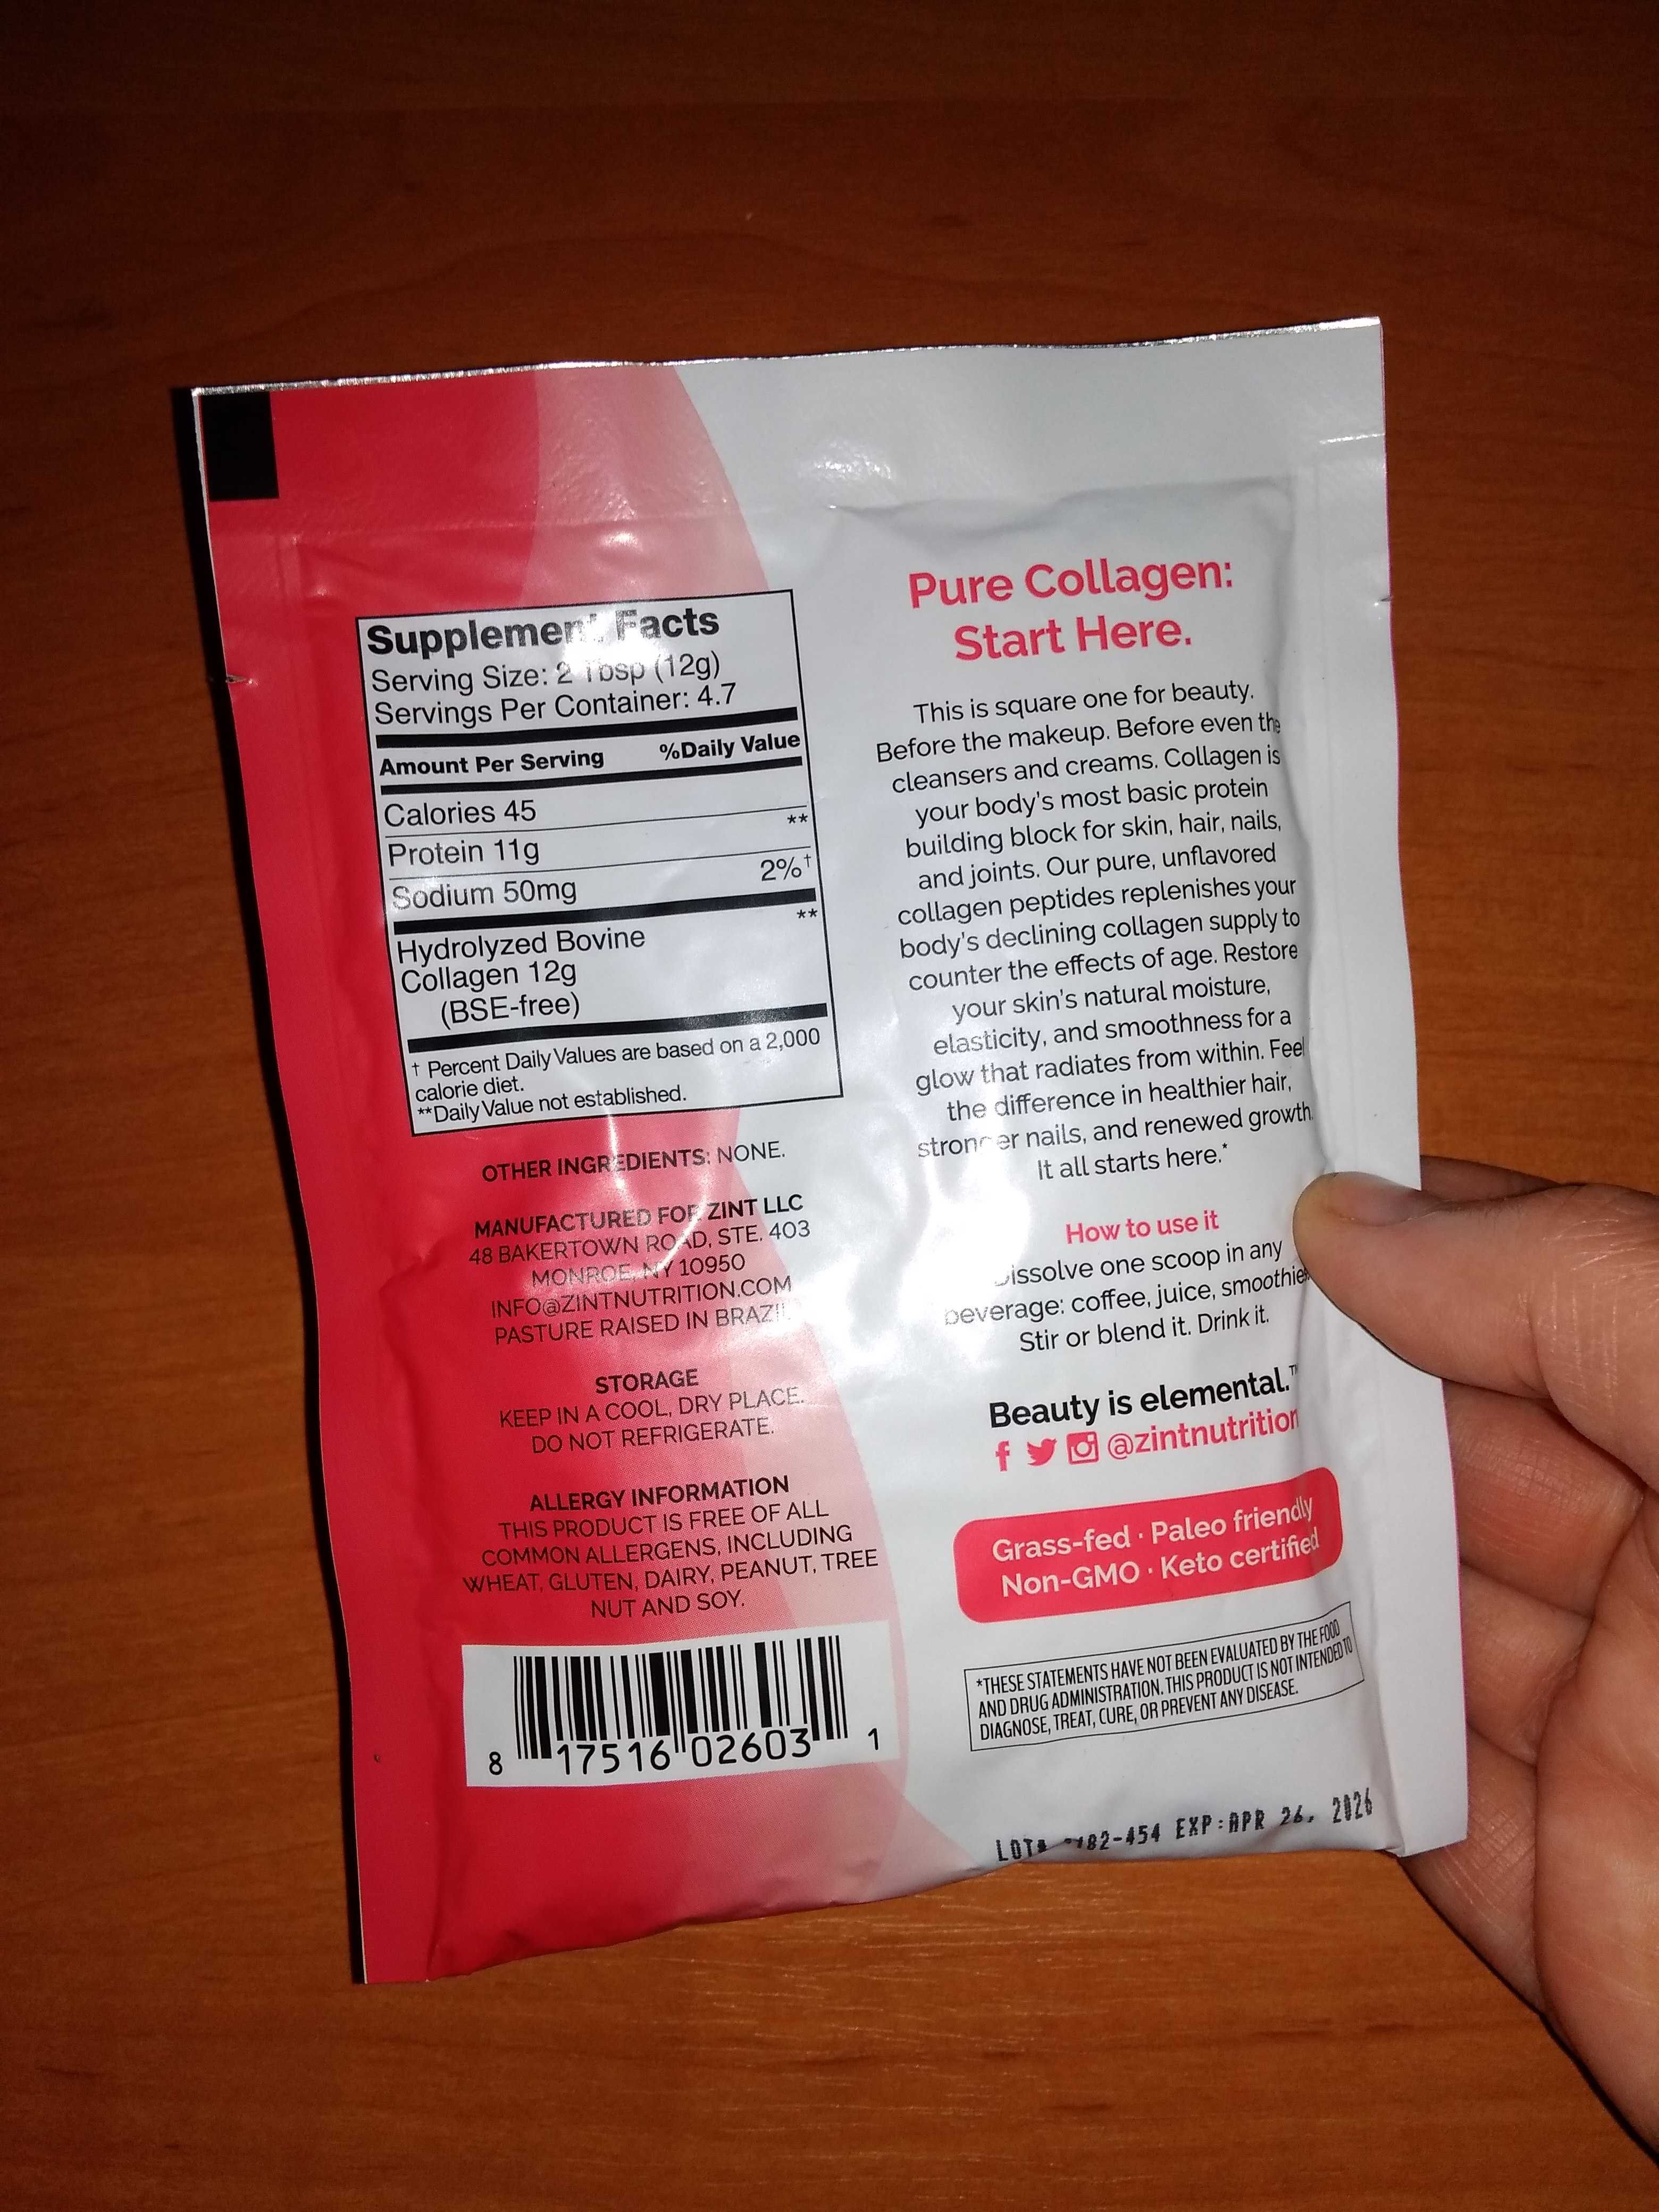 Supplement Facts
Serving Size: 2 Tbsp (12g)
Servings Per Container: 4.7
Amount Per Serving %Daily Value
Calories 45
Protein 11g **
Sodium 50mg 2%†
Hydrolyzed Bovine **
Collagen 12g
(BSE-free)
† Percent Daily Values are based on a 2,000
calorie diet.
**Daily Value not established.
OTHER INGREDIENTS: NONE.
MANUFACTURED FOR ZINT LLC
48 BAKERTOWN ROAD, STE. 403
MONROE, NY 10950
INFO@ZINTNUTRITION.COM
PASTURE RAISED IN BRAZIL
STORAGE
KEEP IN A COOL, DRY PLACE.
DO NOT REFRIGERATE.
ALLERGY INFORMATION
THIS PRODUCT IS FREE OF ALL
COMMON ALLERGENS, INCLUDING
WHEAT, GLUTEN, DAIRY, PEANUT, TREE
NUT AND SOY.
8 17516 02603 1
Pure Collagen:
Start Here.
This is square one for beauty.
Before the makeup. Before even the
cleansers and creams. Collagen is
your body's most basic protein
building block for skin, hair, nails,
and joints. Our pure, unflavored
collagen peptides replenishes your
body's declining collagen supply to
counter the effects of age. Restore
your skin's natural moisture,
elasticity, and smoothness for a
glow that radiates from within. Feel
the difference in healthier hair,
stronger nails, and renewed growth.
It all starts here.*
How to use it
Dissolve one scoop in any
beverage: coffee, juice, smoothies
Stir or blend it. Drink it.
Beauty is elemental.™
@zintnutrition
Grass-fed · Paleo friendly
Non-GMO · Keto certified
*THESE STATEMENTS HAVE NOT BEEN EVALUATED BY THE FOOD
AND DRUG ADMINISTRATION. THIS PRODUCT IS NOT INTENDED TO
DIAGNOSE, TREAT, CURE, OR PREVENT ANY DISEASE.
LOT# EXP:APR 26, 2026